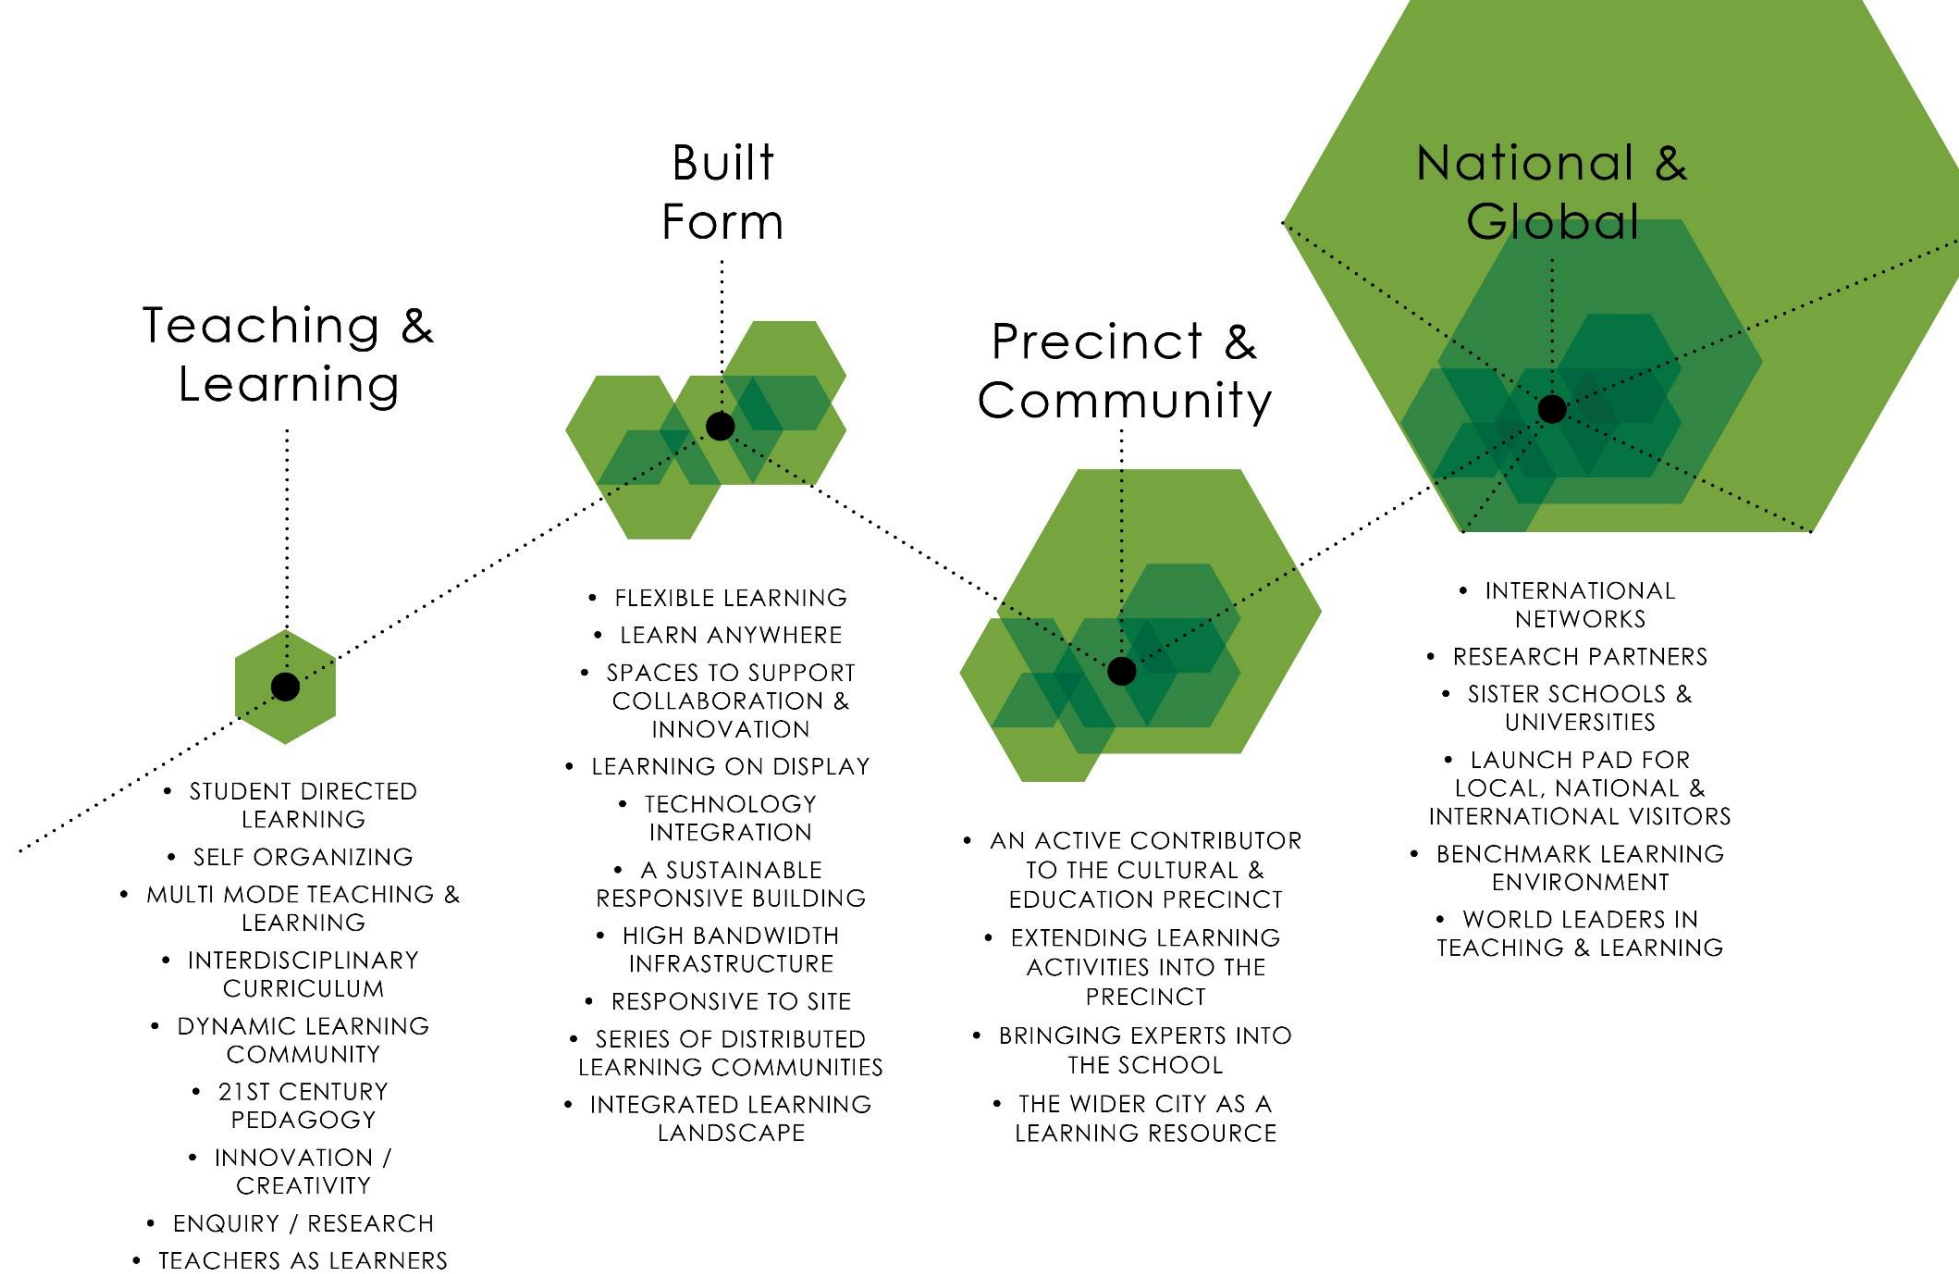 Teaching &
Learning
• STUDENT DIRECTED
LEARNING
• SELF ORGANIZING
• MULTI MODE TEACHING &
LEARNING
• INTERDISCIPLINARY
CURRICULUM
• DYNAMIC LEARNING
COMMUNITY
• 21ST CENTURY
PEDAGOGY
• INNOVATION /
CREATIVITY
• ENQUIRY / RESEARCH
• TEACHERS AS LEARNERS
Built
Form
• FLEXIBLE LEARNING
• LEARN ANYWHERE
• SPACES TO SUPPORT
COLLABORATION &
INNOVATION
• LEARNING ON DISPLAY
• TECHNOLOGY
INTEGRATION
• A SUSTAINABLE
RESPONSIVE BUILDING
• HIGH BANDWIDTH
INFRASTRUCTURE
• RESPONSIVE TO SITE
• SERIES OF DISTRIBUTED
LEARNING COMMUNITIES
• INTEGRATED LEARNING
LANDSCAPE
Precinct &
Community
• AN ACTIVE CONTRIBUTOR
TO THE CULTURAL &
EDUCATION PRECINCT
• EXTENDING LEARNING
ACTIVITIES INTO THE
PRECINCT
• BRINGING EXPERTS INTO
THE SCHOOL
• THE WIDER CITY AS A
LEARNING RESOURCE
National &
Global
• INTERNATIONAL
NETWORKS
• RESEARCH PARTNERS
• SISTER SCHOOLS &
UNIVERSITIES
• LAUNCH PAD FOR
LOCAL, NATIONAL &
INTERNATIONAL VISITORS
• BENCHMARK LEARNING
ENVIRONMENT
• WORLD LEADERS IN
TEACHING & LEARNING